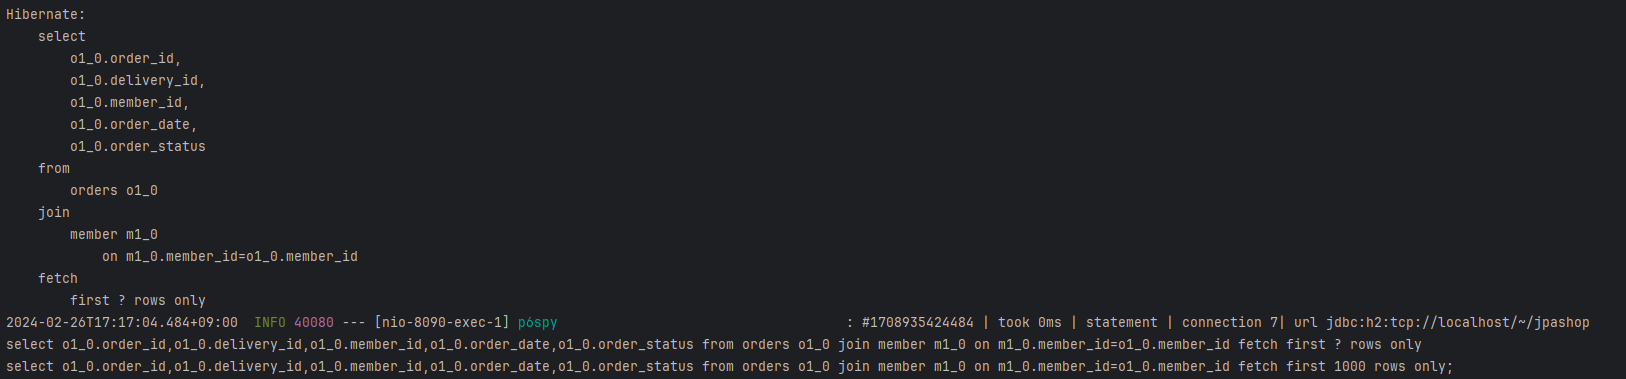 Hibernate:
    select
        o1_0.order_id,
        o1_0.delivery_id,
        o1_0.member_id,
        o1_0.order_date,
        o1_0.order_status
    from
        orders o1_0
    join
        member m1_0
            on m1_0.member_id=o1_0.member_id
    fetch
        first ? rows only
2024-02-26T17:17:04.484+09:00  INFO 40080 --- [nio-8090-exec-1] p6spy                                    : #1708935424484 | took 0ms | statement | connection 7| url jdbc:h2:tcp://localhost/~/jpashop
select o1_0.order_id,o1_0.delivery_id,o1_0.member_id,o1_0.order_date,o1_0.order_status from orders o1_0 join member m1_0 on m1_0.member_id=o1_0.member_id fetch first ? rows only
select o1_0.order_id,o1_0.delivery_id,o1_0.member_id,o1_0.order_date,o1_0.order_status from orders o1_0 join member m1_0 on m1_0.member_id=o1_0.member_id fetch first 1000 rows only;